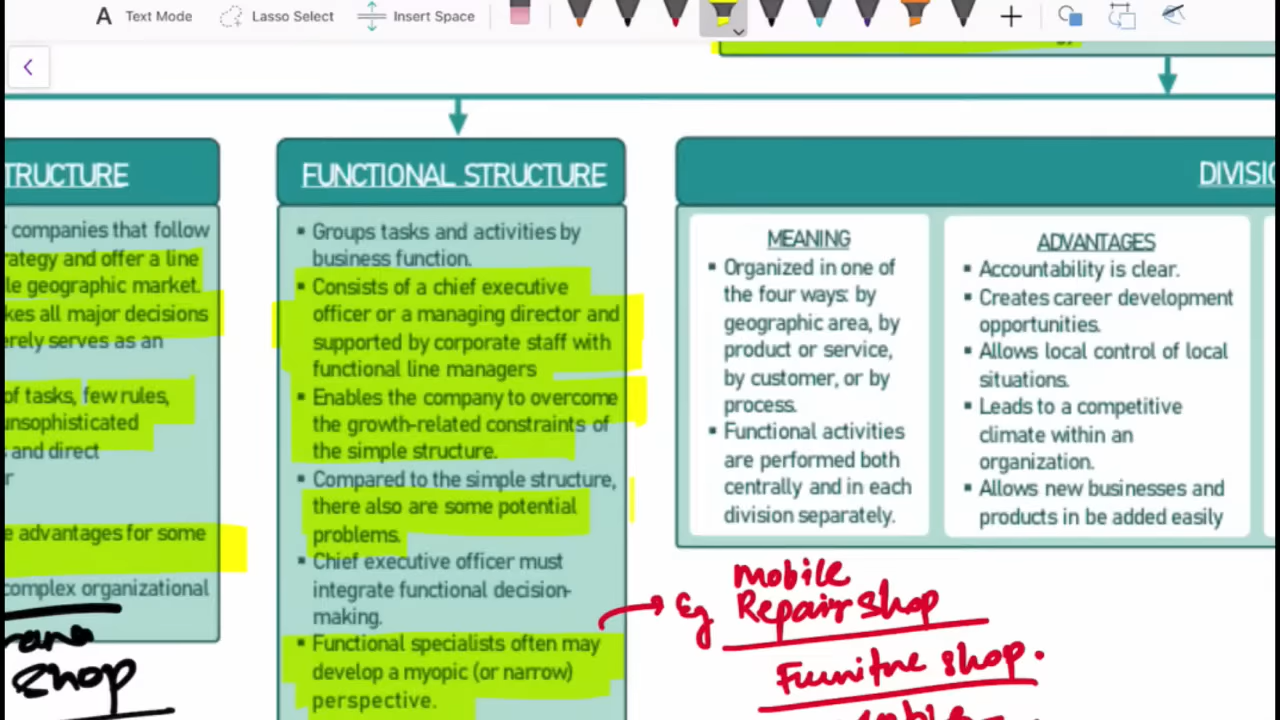 Text Mode
Lasso Select
Insert Space
TRUCTURE
companies that follow
rategy and offer a line
le geographic market.
kes all major decisions
erely serves as an
of tasks, few rules,
unsophisticated
and direct
e advantages for some
complex organizational
shop
FUNCTIONAL STRUCTURE
▪ Groups tasks and activities by
business function.
▪ Consists of a chief executive
officer or a managing director and
supported by corporate staff with
functional line managers
▪ Enables the company to overcome
the growth-related constraints of
the simple structure.
▪ Compared to the simple structure,
there also are some potential
problems.
▪ Chief executive officer must
integrate functional decision-
making.
▪ Functional specialists often may
develop a myopic (or narrow)
perspective.
DIVISIO
MEANING
▪ Organized in one of
the four ways: by
geographic area, by
product or service,
by customer, or by
process.
▪ Functional activities
are performed both
centrally and in each
division separately.
ADVANTAGES
▪ Accountability is clear.
▪ Creates career development
opportunities.
▪ Allows local control of local
situations.
▪ Leads to a competitive
climate within an
organization.
▪ Allows new businesses and
products in be added easily
mobile
Eg Repair shop
Furnitne shop.